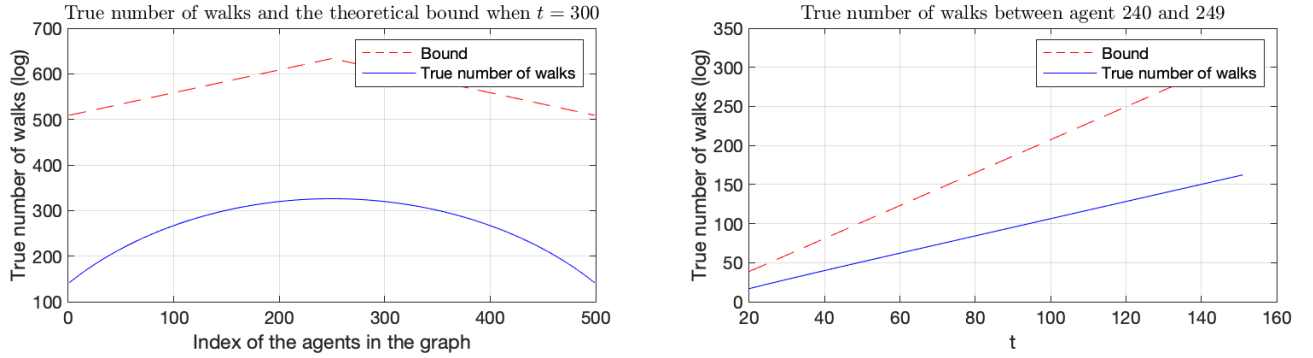 True number of walks and the theoretical bound when t = 300
700
600
500
400
300
200
100
0
100
200
300
400
500
True number of walks (log)
Index of the agents in the graph
Bound
True number of walks
True number of walks between agent 240 and 249
350
300
250
200
150
100
50
0
20
40
60
80
100
120
140
160
True number of walks (log)
t
Bound
True number of walks